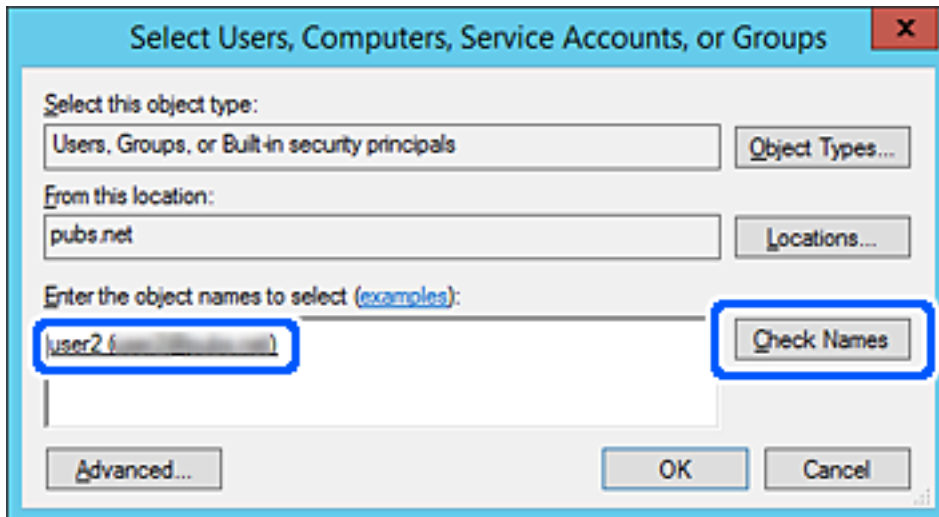 Select Users, Computers, Service Accounts, or Groups
x
Select this object type:
Users, Groups, or Built-in security principals
Object Types...
From this location:
pubs.net
Locations...
Enter the object names to select (examples):
user2 (
Check Names
Advanced...
OK
Cancel